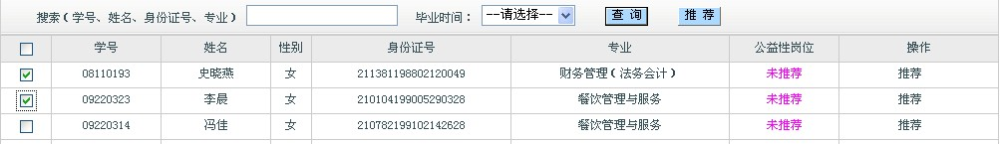 搜索（学号、姓名、身份证号、专业） 毕业时间： --请选择-- 查 询 推 荐
学号 姓名 性别 身份证号 专业 公益性岗位 操作
08110193 史晓燕 女 211381198802120049 财务管理（法务会计） 未推荐 推荐
09220323 李晨 女 210104199005290328 餐饮管理与服务 未推荐 推荐
09220314 冯佳 女 210782199102142628 餐饮管理与服务 未推荐 推荐